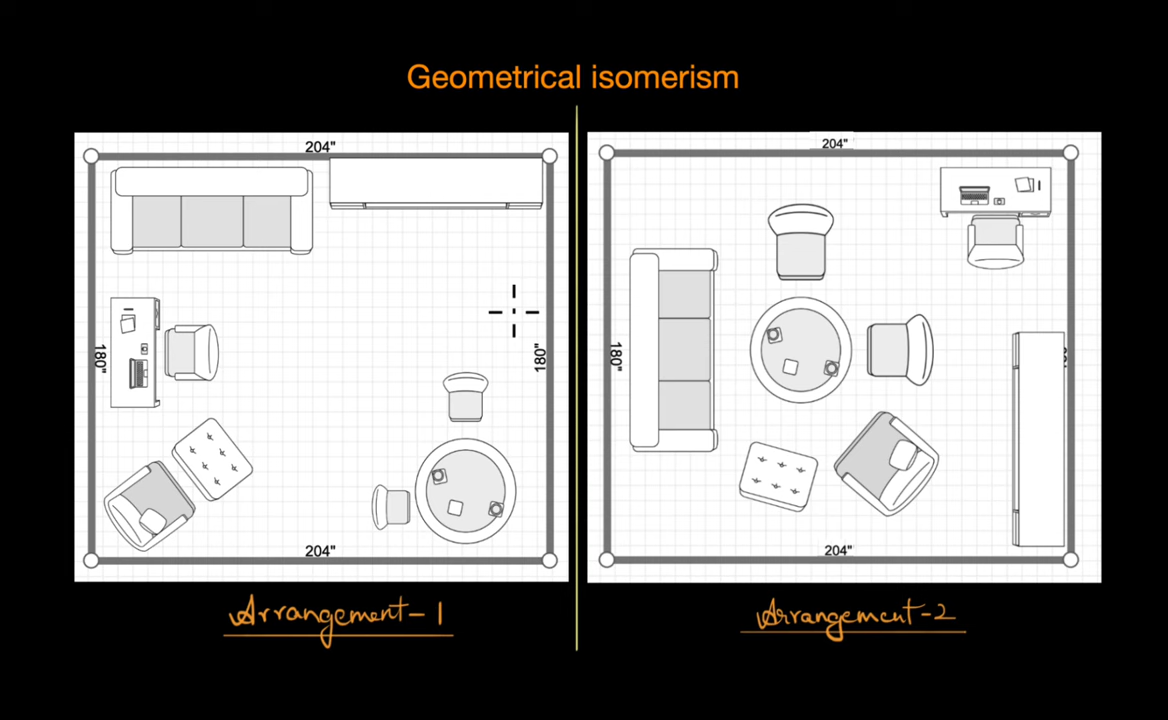 Geometrical isomerism
204"
180"
180"
204"
Arrangement-1
204"
180"
204"
Arrangement-2